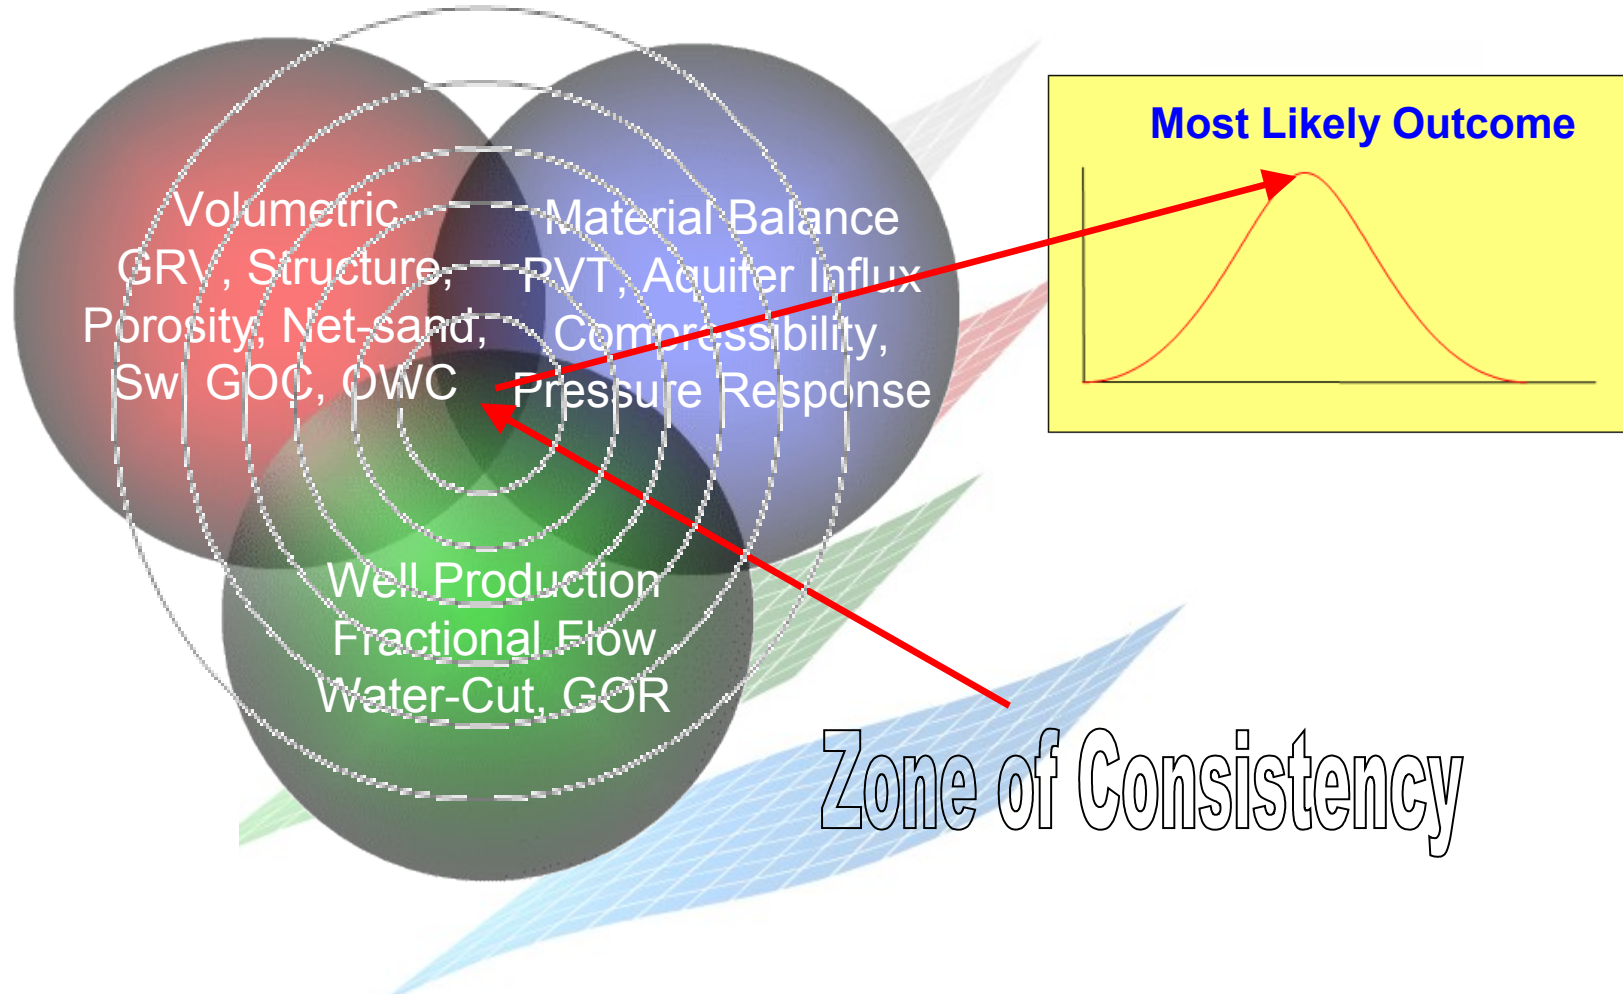 Most Likely Outcome
Volumetric
GRV, Structure,
Porosity, Net-sand,
Sw, GOC, OWC
Material Balance
PVT, Aquifer Influx
Compressibility,
Pressure Response
Well Production
Fractional Flow
Water-Cut, GOR
Zone of Consistency